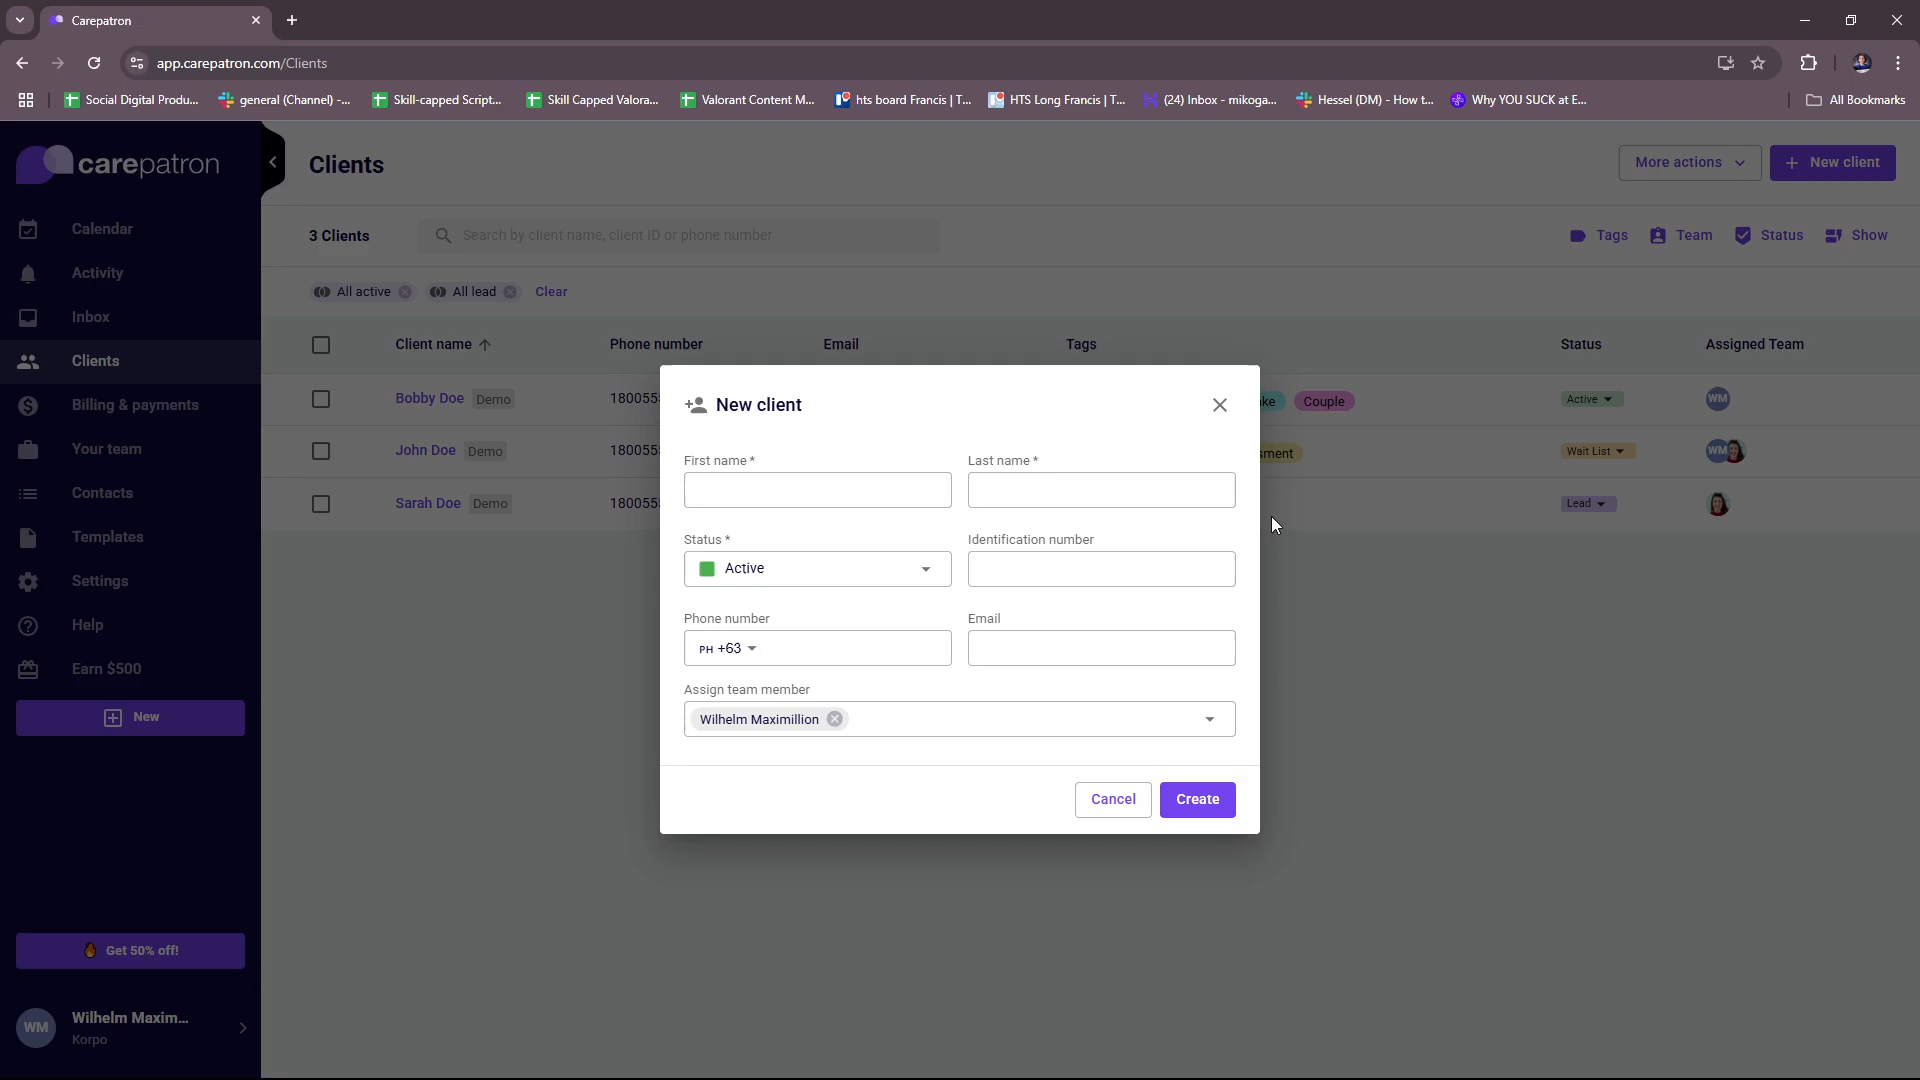 Carepatron
app.carepatron.com/Clients
Social Digital Produ...
general (Channel) -...
Skill-capped Script...
Skill Capped Valora...
Valorant Content M...
hts board Francis | T...
HTS Long Francis | T...
(24) Inbox - mikoga...
Hessel (DM) - How t...
Why YOU SUCK at E...
All Bookmarks
carepatron
Clients
More actions
New client
Calendar
Activity
Inbox
Clients
Billing & payments
Your team
Contacts
Templates
Settings
Help
Earn $500
New
Get 50% off!
WM
Wilhelm Maxim...
Korpo
3 Clients
Search by client name, client ID or phone number
Tags
Team
Status
Show
All active
All lead
Clear
Client name
Phone number
Email
Tags
Status
Assigned Team
Bobby Doe Demo
180055
ke
Couple
Active
WM
John Doe Demo
180055
sment
Wait List
WM
Sarah Doe Demo
180055
Lead
New client
First name *
Last name *
Status *
Active
Identification number
Phone number
PH +63
Email
Assign team member
Wilhelm Maximillion
Cancel
Create